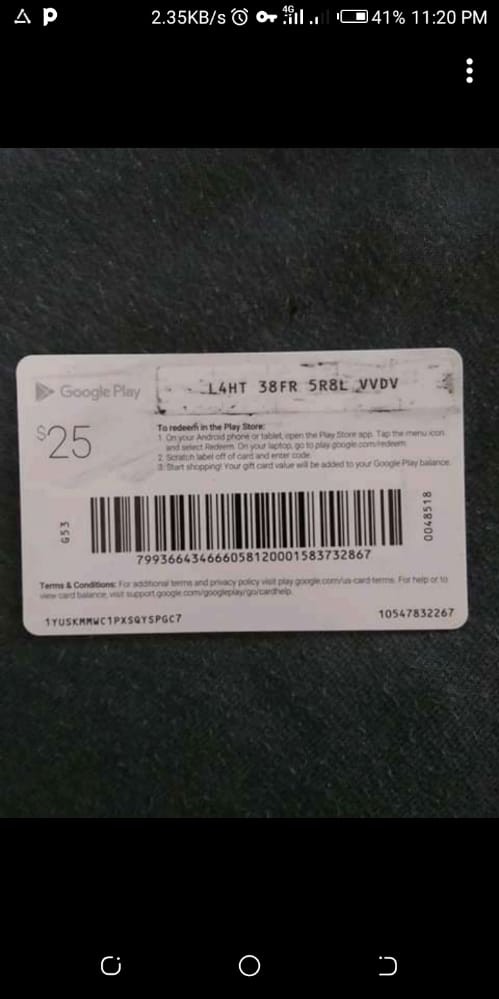 2.35KB/s 4G 41% 11:20 PM
Google Play
L4HT 38FR 5R8L VVDV
$25
To redeem in the Play Store:
1. On your Android phone or tablet, open the Play Store app. Tap the menu icon
and select Redeem. On your laptop, go to play.google.com/redeem
2. Scratch label off of card and enter code.
3. Start shopping! Your gift card value will be added to your Google Play balance.
G53
0048518
799366434666058120001583732867
Terms & Conditions: For additional terms and privacy policy visit play.google.com/us-card-terms. For help or to
view card balance, visit support.google.com/googleplay/go/cardhelp.
1YUSKMMWC1PXSQYSPGC7
10547832267